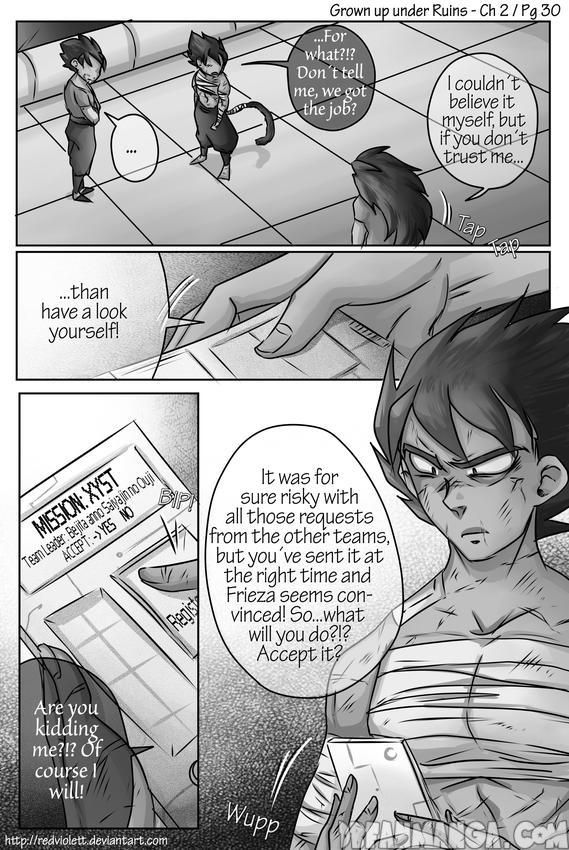 Grown up under Ruins - Ch 2 / Pg 30
...For
what?!?
Don´t tell
me, we got
the job?
...
I couldn´t
believe it
myself, but
if you don´t
trust me...
Tap
Tap
...than
have a look
yourself!
MISSION: XYST
Team Leader: Bejita ano Saiyajin no Ouji
ACCEPT: -> YES NO
BIP!
Regist
Are you
kidding
me?!? Of
course I
will!
It was for
sure risky with
all those requests
from the other teams,
but you´ve sent it at
the right time and
Frieza seems con-
vinced! So...what
will you do?!?
Accept it?
Wupp
http://redviolett.deviantart.com